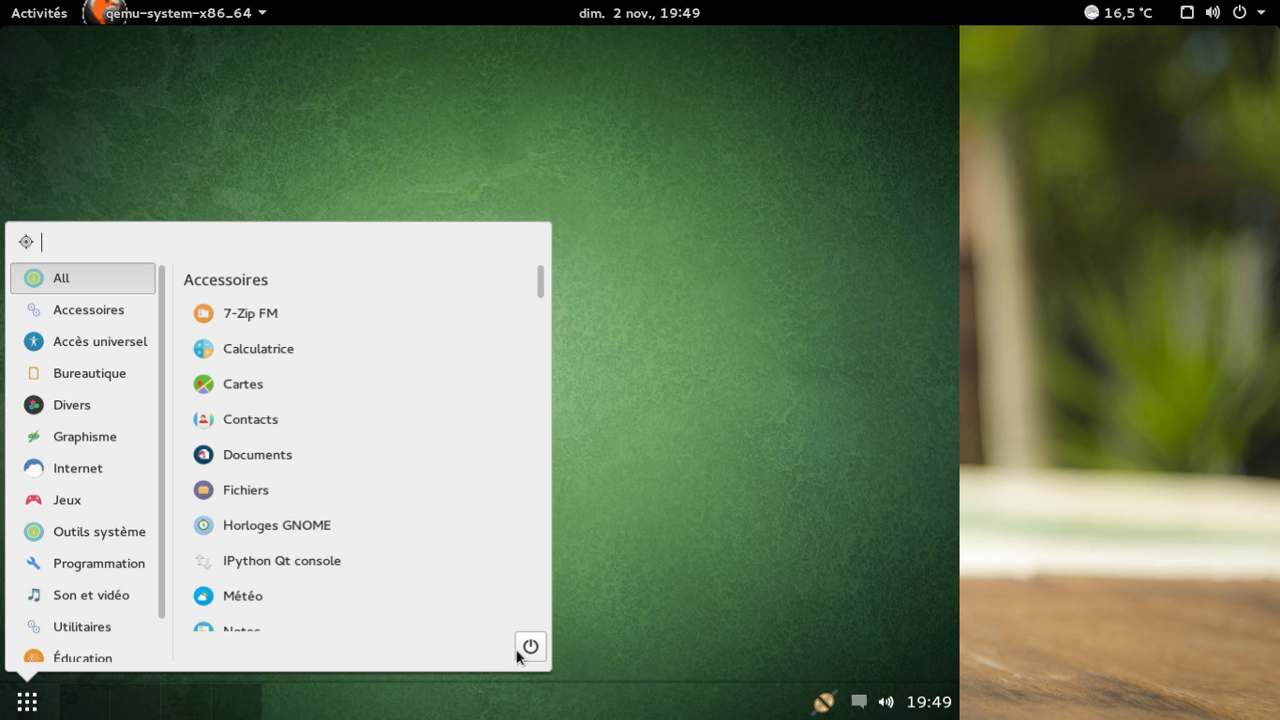 Activités
qemu-system-x86_64
dim. 2 nov., 19:49
16,5 °C
All
Accessoires
Accès universel
Bureautique
Divers
Graphisme
Internet
Jeux
Outils système
Programmation
Son et vidéo
Utilitaires
Éducation
Accessoires
7-Zip FM
Calculatrice
Cartes
Contacts
Documents
Fichiers
Horloges GNOME
IPython Qt console
Météo
Notes
19:49